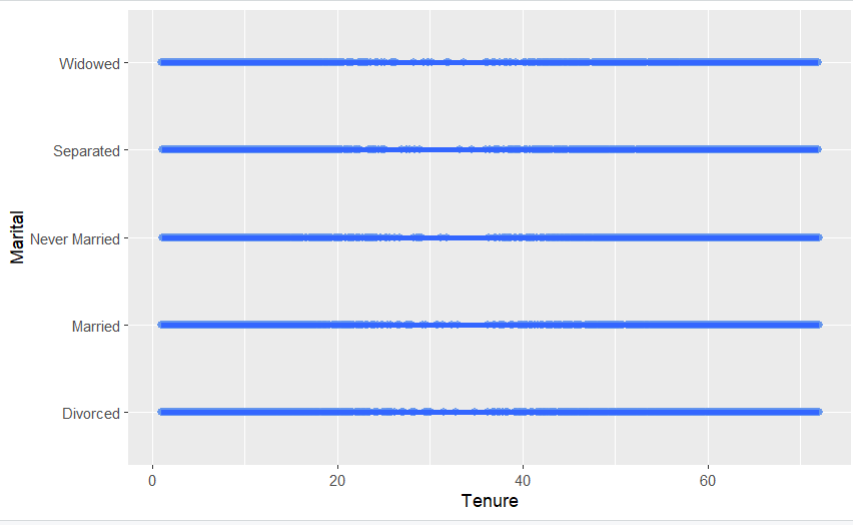 Widowed
Separated
Never Married
Married
Divorced
Marital
0 20 40 60
Tenure